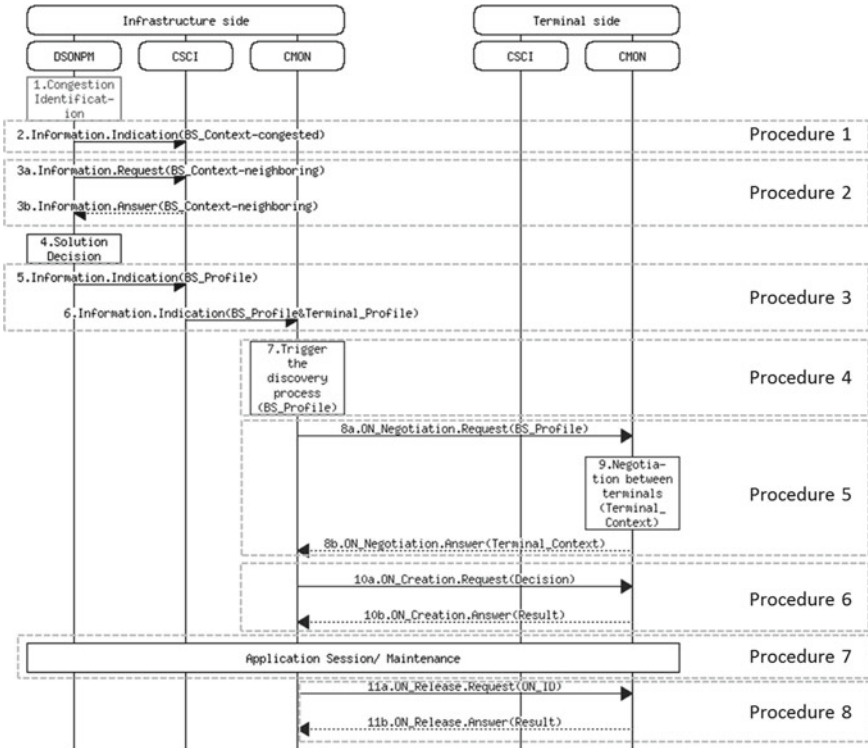 Infrastructure side
Terminal side
DSONPM
CSCI
CMON
CSCI
CMON
1.Congestion
Identificat-
ion
2.Information.Indication(BS_Context-congested)
Procedure 1
3a.Information.Request(BS_Context-neighboring)
3b.Information.Answer(BS_Context-neighboring)
Procedure 2
4.Solution
Decision
5.Information.Indication(BS_Profile)
6.Information.Indication(BS_Profile&Terminal_Profile)
Procedure 3
7.Trigger
the
discovery
process
(BS_Profile)
Procedure 4
8a.ON_Negotiation.Request(BS_Profile)
9.Negotia-
tion between
terminals
(Terminal_
Context)
Procedure 5
8b.ON_Negotiation.Answer(Terminal_Context)
10a.ON_Creation.Request(Decision)
Procedure 6
10b.ON_Creation.Answer(Result)
Application Session/ Maintenance
Procedure 7
11a.ON_Release.Request(ON_ID)
Procedure 8
11b.ON_Release.Answer(Result)